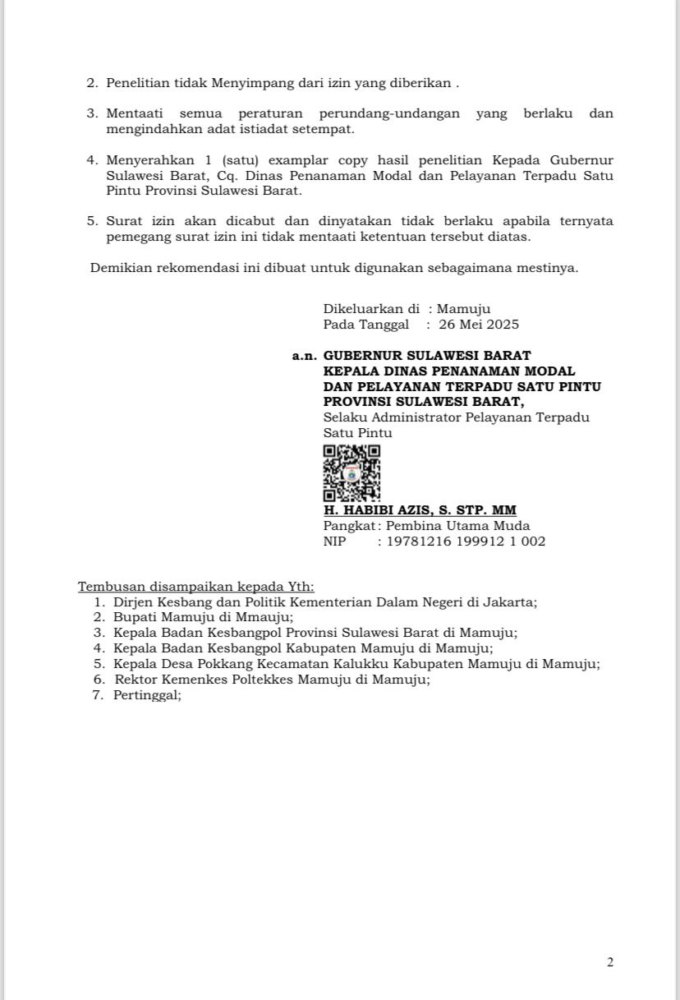 2. Penelitian tidak Menyimpang dari izin yang diberikan .
3. Mentaati semua peraturan perundang-undangan yang berlaku dan
mengindahkan adat istiadat setempat.
4. Menyerahkan 1 (satu) examplar copy hasil penelitian Kepada Gubernur
Sulawesi Barat, Cq. Dinas Penanaman Modal dan Pelayanan Terpadu Satu
Pintu Provinsi Sulawesi Barat.
5. Surat izin akan dicabut dan dinyatakan tidak berlaku apabila ternyata
pemegang surat izin ini tidak mentaati ketentuan tersebut diatas.
Demikian rekomendasi ini dibuat untuk digunakan sebagaimana mestinya.
Dikeluarkan di : Mamuju
Pada Tanggal : 26 Mei 2025
a.n. GUBERNUR SULAWESI BARAT
KEPALA DINAS PENANAMAN MODAL
DAN PELAYANAN TERPADU SATU PINTU
PROVINSI SULAWESI BARAT,
Selaku Administrator Pelayanan Terpadu
Satu Pintu
H. HABIBI AZIS, S. STP. MM
Pangkat : Pembina Utama Muda
NIP : 19781216 199912 1 002
Tembusan disampaikan kepada Yth:
1. Dirjen Kesbang dan Politik Kementerian Dalam Negeri di Jakarta;
2. Bupati Mamuju di Mmauju;
3. Kepala Badan Kesbangpol Provinsi Sulawesi Barat di Mamuju;
4. Kepala Badan Kesbangpol Kabupaten Mamuju di Mamuju;
5. Kepala Desa Pokkang Kecamatan Kalukku Kabupaten Mamuju di Mamuju;
6. Rektor Kemenkes Poltekkes Mamuju di Mamuju;
7. Pertinggal;
2